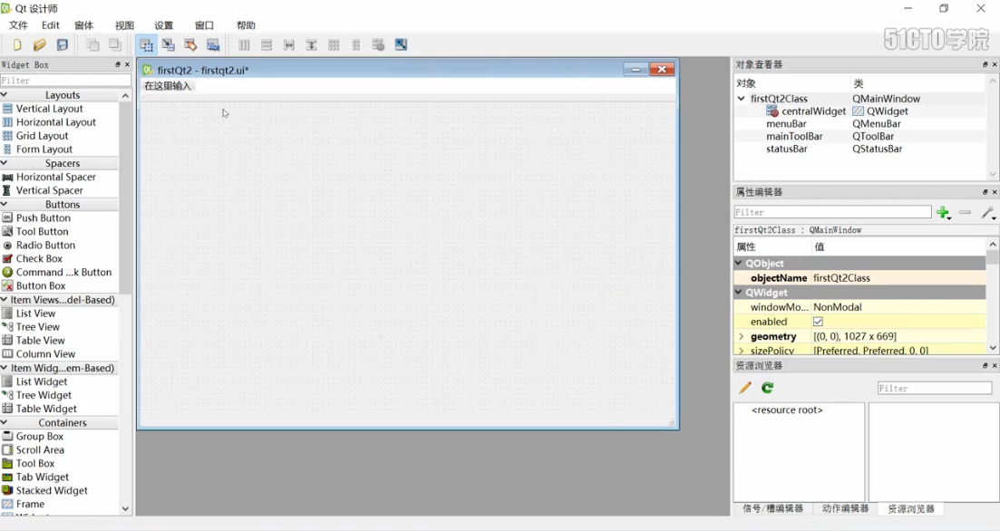 Qt 设计师
文件 Edit 窗体 视图 设置 窗口 帮助
51CTO学院
Widget Box
Filter
Layouts
Vertical Layout
Horizontal Layout
Grid Layout
Form Layout
Spacers
Horizontal Spacer
Vertical Spacer
Buttons
Push Button
Tool Button
Radio Button
Check Box
Command ...k Button
Button Box
Item Views...del-Based)
List View
Tree View
Table View
Column View
Item Widg...em-Based)
List Widget
Tree Widget
Table Widget
Containers
Group Box
Scroll Area
Tool Box
Tab Widget
Stacked Widget
Frame
firstQt2 - firstqt2.ui*
在这里输入
对象查看器
对象 类
firstQt2Class QMainWindow
centralWidget QWidget
menuBar QMenuBar
mainToolBar QToolBar
statusBar QStatusBar
属性编辑器
Filter
firstQt2Class : QMainWindow
属性 值
QObject
objectName firstQt2Class
QWidget
windowMo... NonModal
enabled
geometry [(0, 0), 1027 x 669]
sizePolicy [Preferred, Preferred, 0, 0]
资源浏览器
Filter
<resource root>
信号/槽编辑器 动作编辑器 资源浏览器